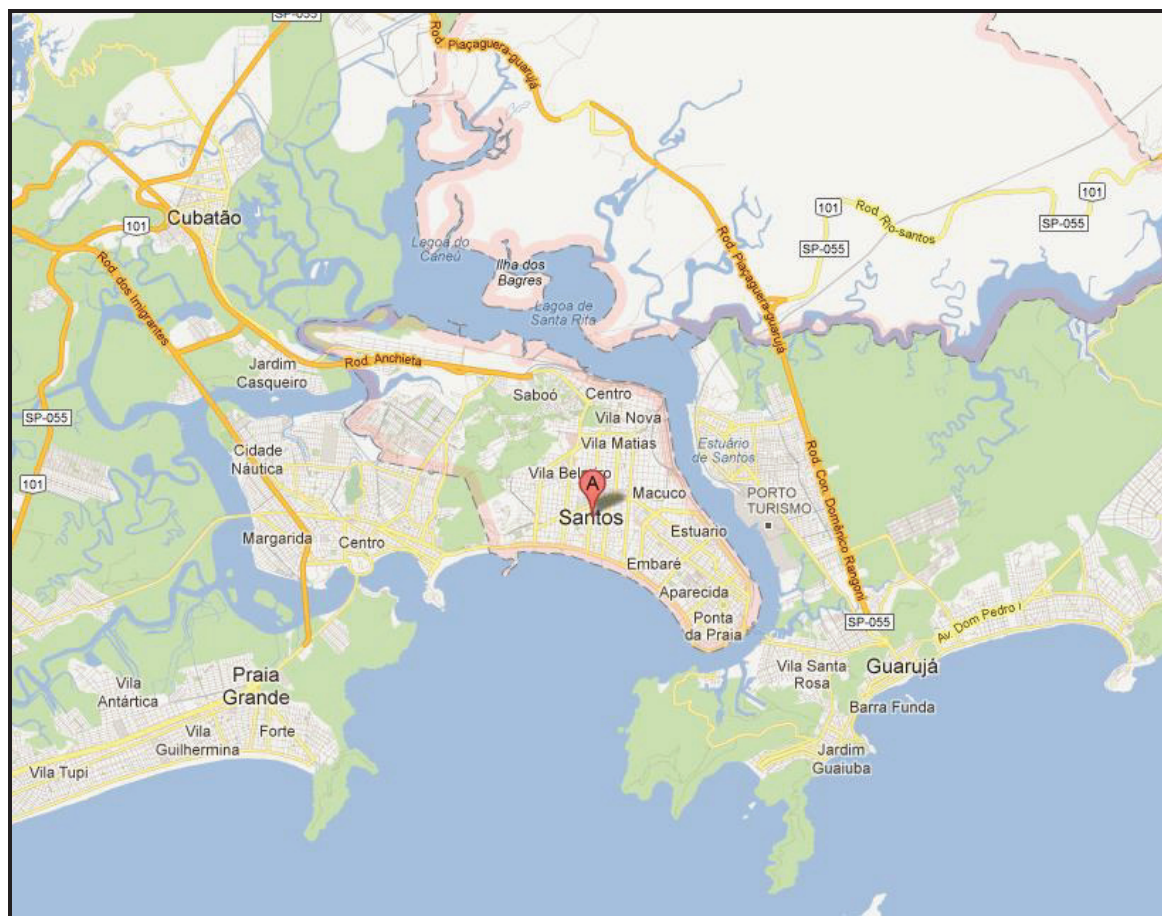 SP-055
Rod. Piaçaguera-guarujá
101
Rod. Rio-santos
SP-055
SP-055
101
Cubatão
Rod. dos Imigrantes
Lagoa do
Caneú
Ilha dos
Bagres
Lagoa de
Santa Rita
Rod. Piaçaguera-guarujá
Rod. Anchieta
Jardim
Casqueiro
Saboó
Centro
Vila Nova
SP-055
Vila Matias
Estuário
de Santos
Rod. Con. Domênico Rangoni
Cidade
Náutica
101
A
Macuco
PORTO
TURISMO
Santos
Margarida
Centro
Estuario
Embaré
Aparecida
Ponta
da Praia
SP-055
Av. Dom Pedro I
Vila Santa
Rosa
Guarujá
Praia
Grande
Vila
Antártica
Barra Funda
Vila
Guilhermina
Forte
Jardim
Guaiuba
Vila Tupi
101